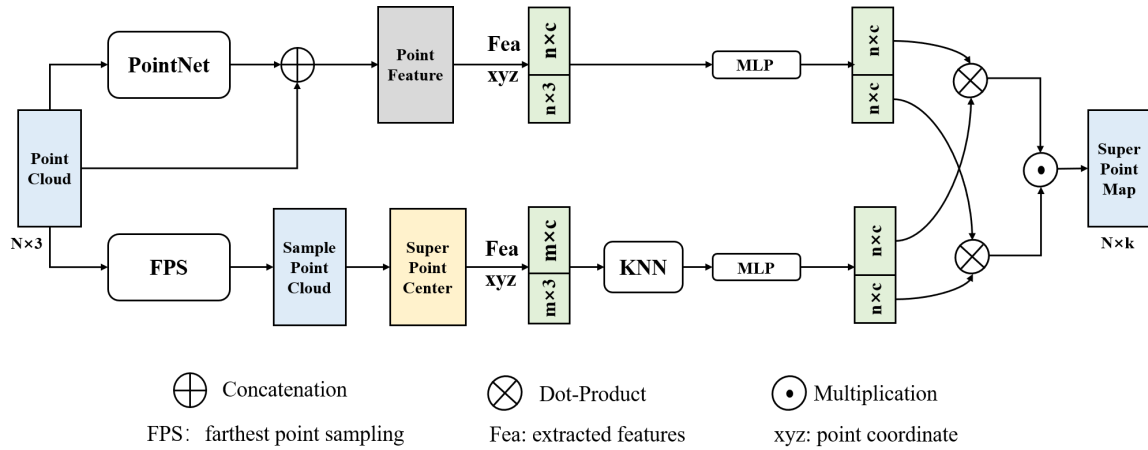 PointNet
Point
Feature
Fea
xyz
n×c
n×3
MLP
n×c
n×c
Point
Cloud
N×3
Super
Point
Map
N×k
FPS
Sample
Point
Cloud
Super
Point
Center
Fea
xyz
m×c
m×3
KNN
MLP
n×c
n×c
Concatenation
Dot-Product
Multiplication
FPS: farthest point sampling
Fea: extracted features
xyz: point coordinate